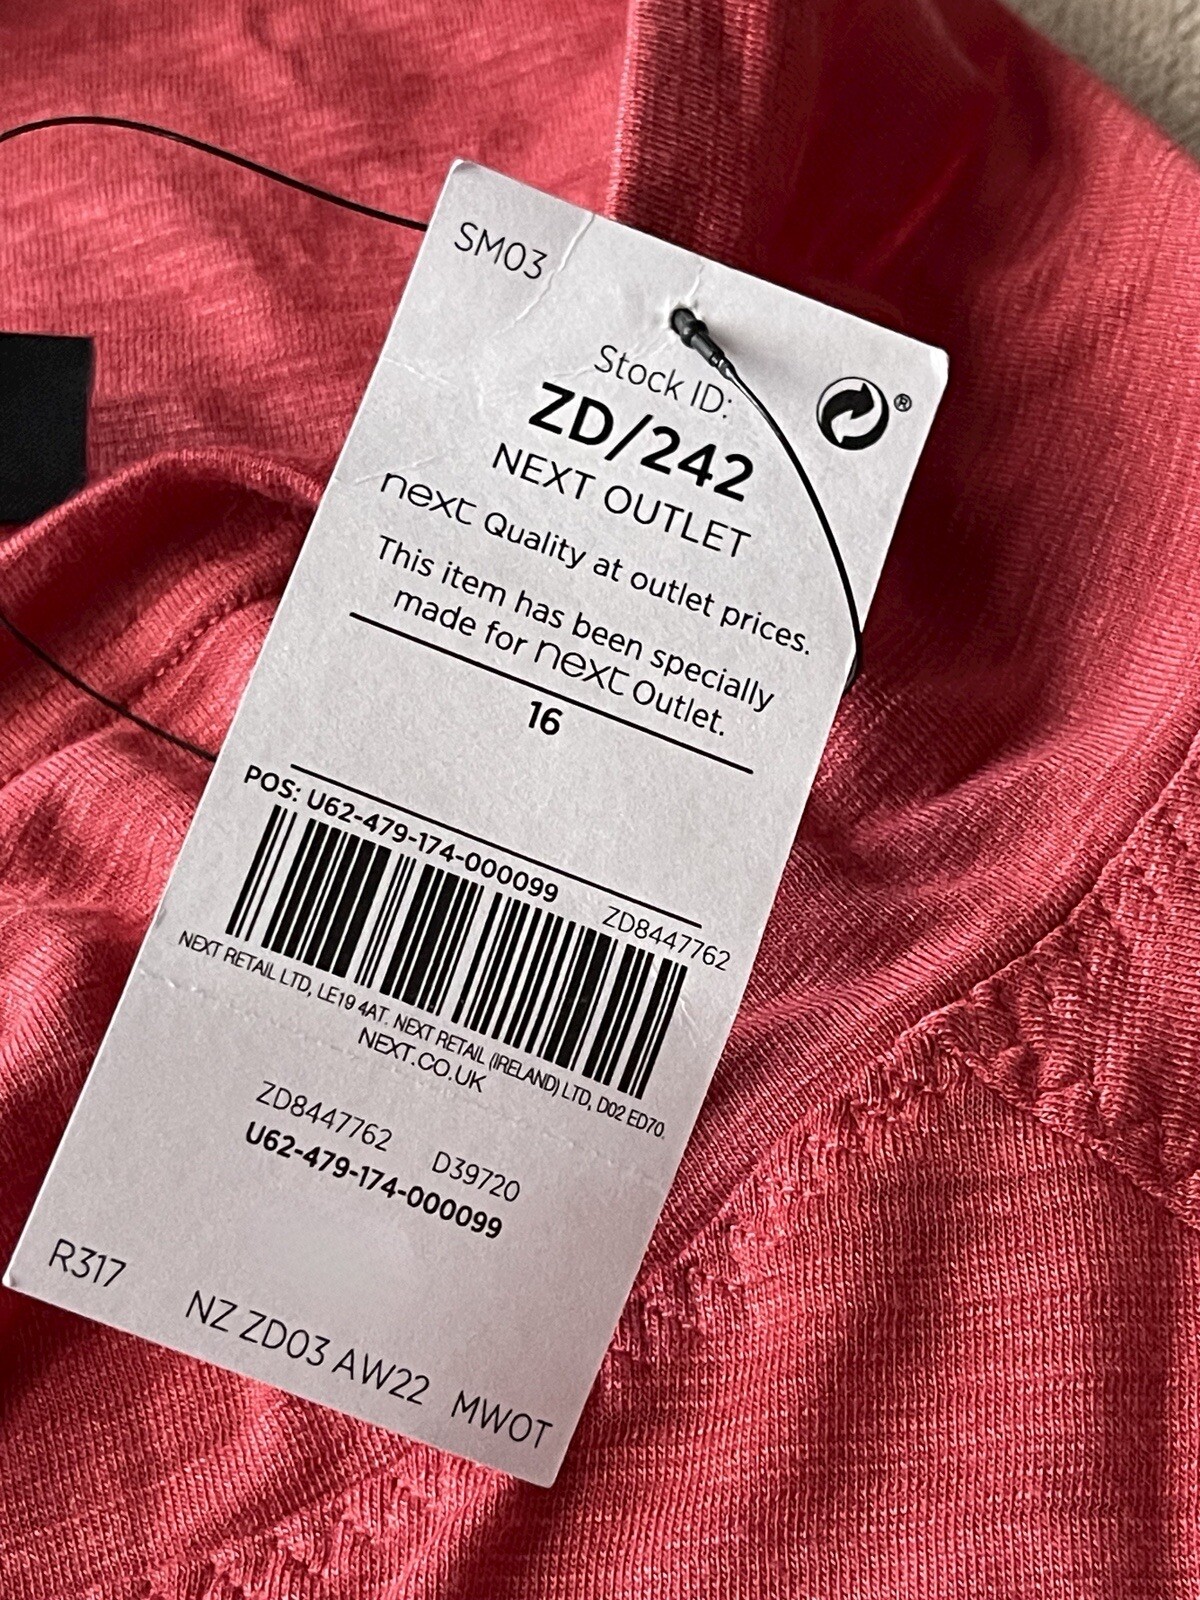 SM03
®
Stock ID:
ZD/242
NEXT OUTLET
next Quality at outlet prices.
This item has been specially
made for next Outlet.
16
POS: U62-479-174-000099
ZD8447762
NEXT RETAIL LTD, LE19 4AT. NEXT RETAIL (IRELAND) LTD, D02 ED70.
NEXT.CO.UK
ZD8447762 D39720
U62-479-174-000099
R317
NZ ZD03 AW22 MWOT